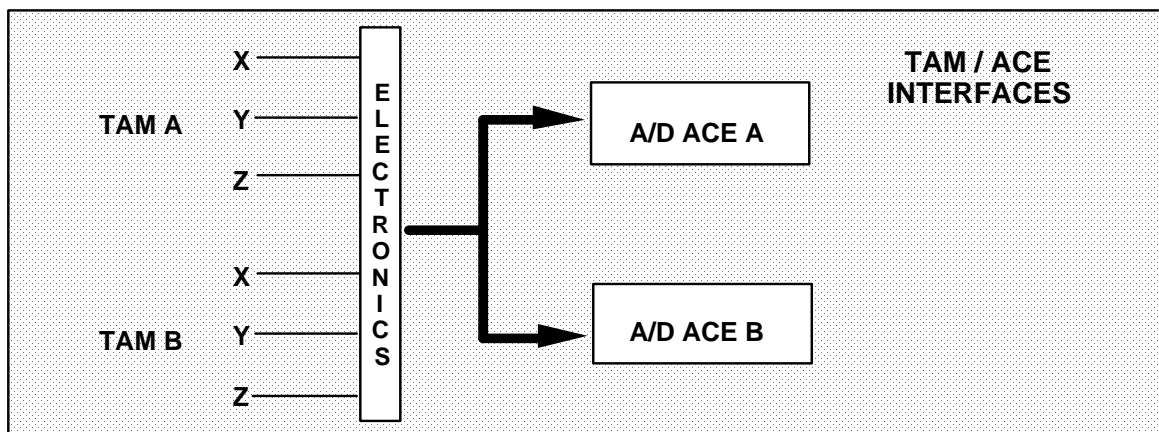 TAM / ACE
INTERFACES
TAM A
X
Y
Z
TAM B
X
Y
Z
ELECTRONICS
A/D ACE A
A/D ACE B